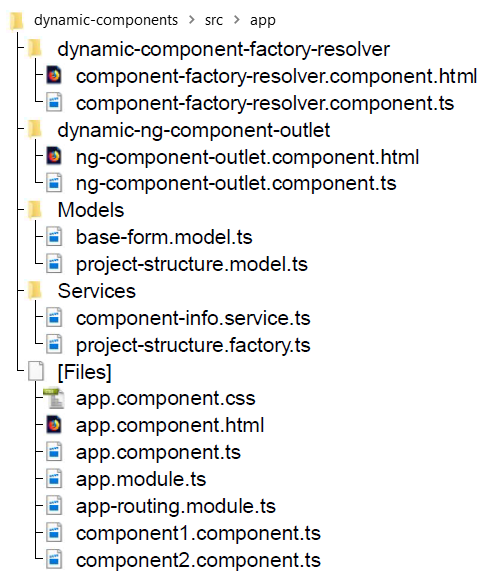 dynamic-components > src > app
dynamic-component-factory-resolver
component-factory-resolver.component.html
component-factory-resolver.component.ts
dynamic-ng-component-outlet
ng-component-outlet.component.html
ng-component-outlet.component.ts
Models
base-form.model.ts
project-structure.model.ts
Services
component-info.service.ts
project-structure.factory.ts
[Files]
app.component.css
app.component.html
app.component.ts
app.module.ts
app-routing.module.ts
component1.component.ts
component2.component.ts